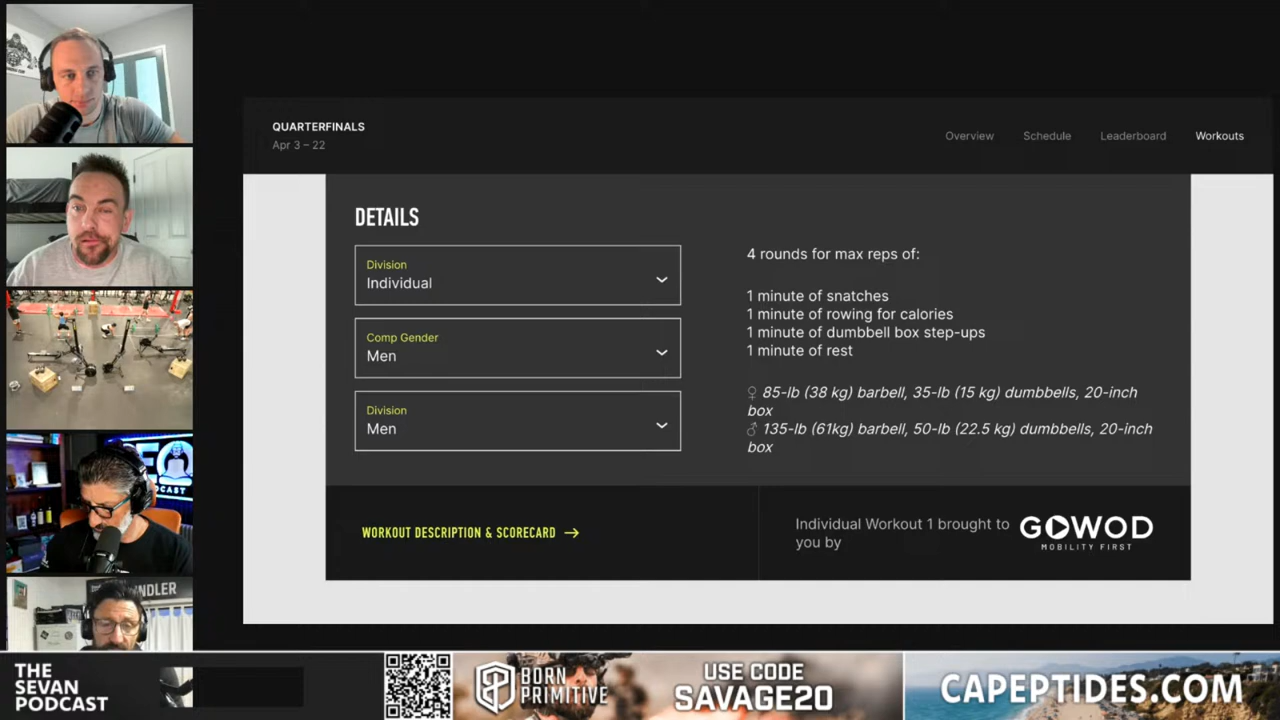 QUARTERFINALS
Apr 3 – 22
Overview
Schedule
Leaderboard
Workouts
DETAILS
Division
Individual
Comp Gender
Men
Division
Men
4 rounds for max reps of:
1 minute of snatches
1 minute of rowing for calories
1 minute of dumbbell box step-ups
1 minute of rest
♀ 85-lb (38 kg) barbell, 35-lb (15 kg) dumbbells, 20-inch
box
♂ 135-lb (61kg) barbell, 50-lb (22.5 kg) dumbbells, 20-inch
box
WORKOUT DESCRIPTION & SCORECARD →
Individual Workout 1 brought to
you by
GOWOD
MOBILITY FIRST
THE
SEVAN
PODCAST
BORN
PRIMITIVE
USE CODE
SAVAGE20
CAPEPTIDES.COM